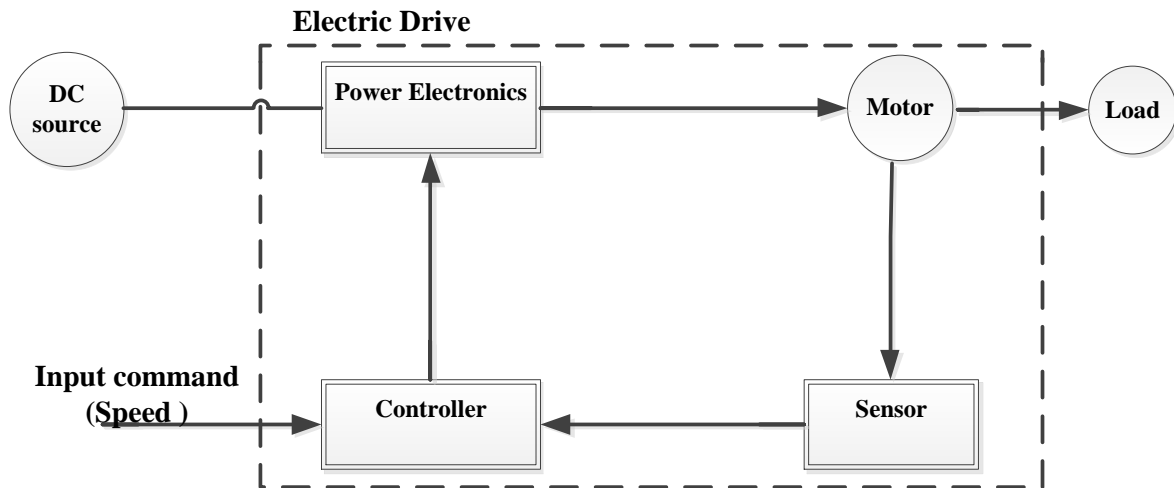 Electric Drive
DC
source
Power Electronics
Motor
Load
Input command
(Speed )
Controller
Sensor